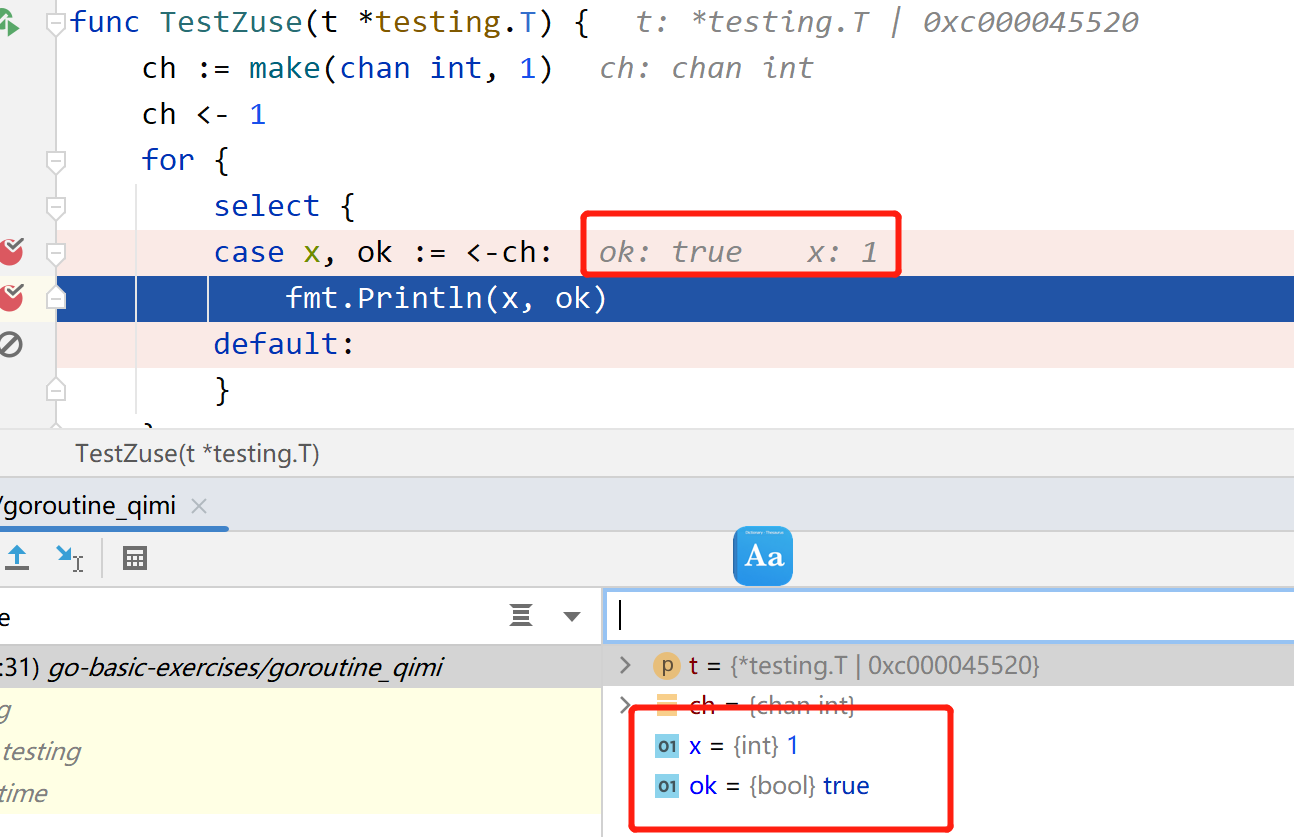 func TestZuse(t *testing.T) {   t: *testing.T | 0xc000045520
ch := make(chan int, 1)   ch: chan int
ch <- 1
for {
select {
case x, ok := <-ch:   ok: true   x: 1
fmt.Println(x, ok)
default:
}
TestZuse(t *testing.T)
/goroutine_qimi ×
Aa
e
:31) go-basic-exercises/goroutine_qimi
g
testing
time
p t = {*testing.T | 0xc000045520}
ch = {chan int}
01 x = {int} 1
01 ok = {bool} true